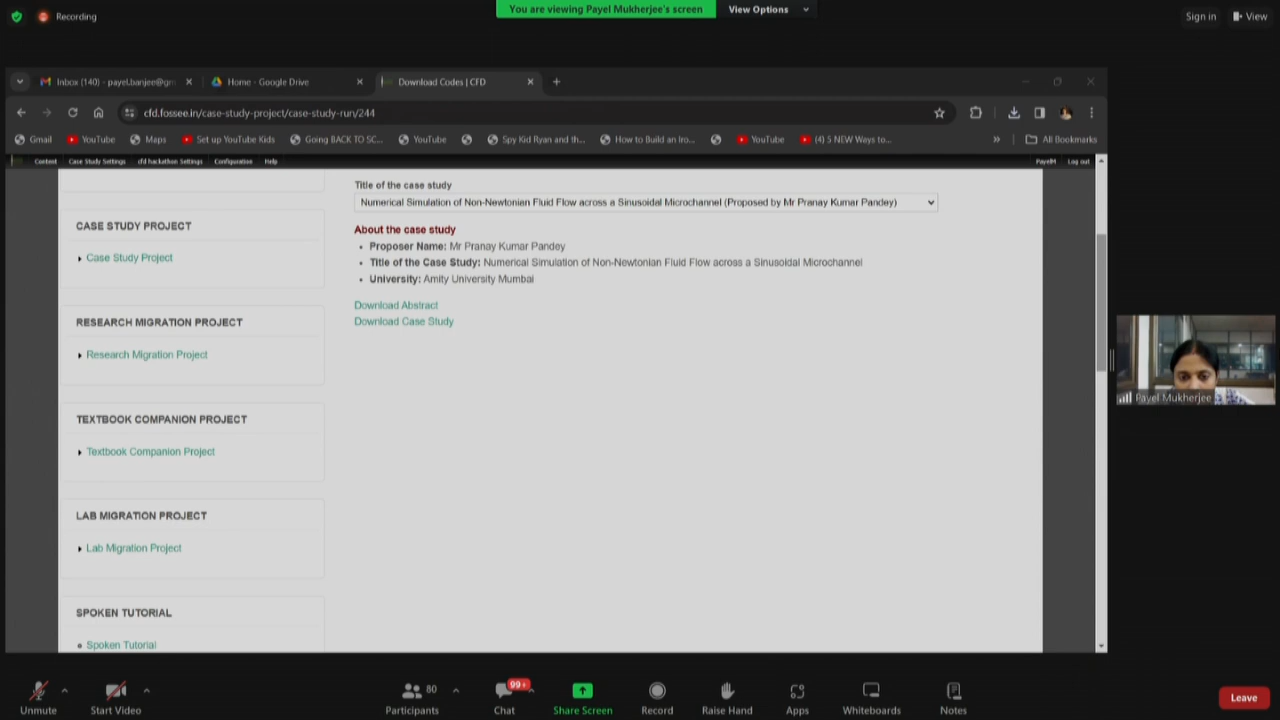 You are viewing Payel Mukherjee's screen View Options
Recording
Sign in View
Inbox (140) - payel.banjee@gm
Home - Google Drive
Download Codes | CFD
cfd.fossee.in/case-study-project/case-study-run/244
Gmail YouTube Maps Set up YouTube Kids Going BACK TO SC... YouTube Spy Kid Ryan and th... How to Build an Iro... YouTube (4) 5 NEW Ways to... » All Bookmarks
Content Case Study Settings cfd hackathon Settings Configuration Help PayelM Log out
Title of the case study
Numerical Simulation of Non-Newtonian Fluid Flow across a Sinusoidal Microchannel (Proposed by Mr Pranay Kumar Pandey)
About the case study
Proposer Name: Mr Pranay Kumar Pandey
Title of the Case Study: Numerical Simulation of Non-Newtonian Fluid Flow across a Sinusoidal Microchannel
University: Amity University Mumbai
Download Abstract
Download Case Study
CASE STUDY PROJECT
Case Study Project
RESEARCH MIGRATION PROJECT
Research Migration Project
TEXTBOOK COMPANION PROJECT
Textbook Companion Project
LAB MIGRATION PROJECT
Lab Migration Project
SPOKEN TUTORIAL
Spoken Tutorial
Payel Mukherjee
80
99+
Unmute Start Video Participants Chat Share Screen Record Raise Hand Apps Whiteboards Notes Leave